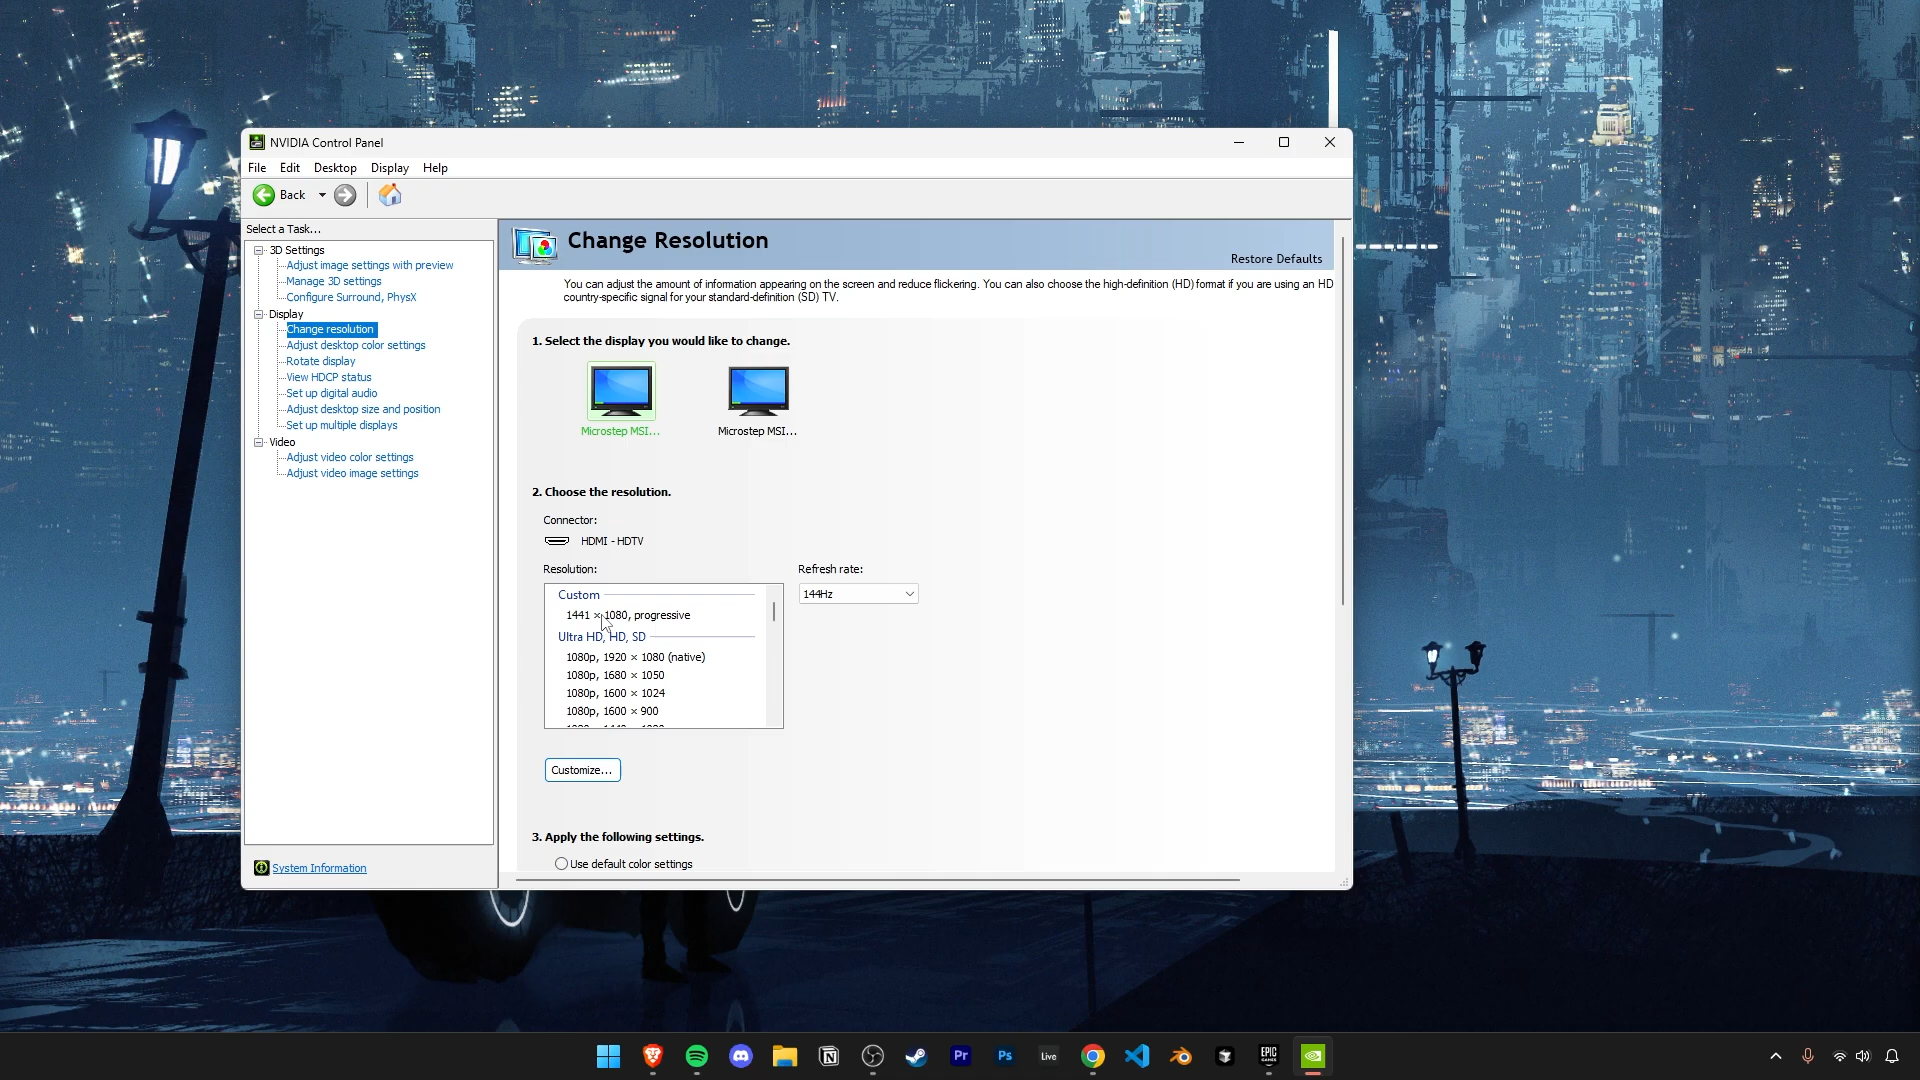 NVIDIA Control Panel
File Edit Desktop Display Help
Back
Select a Task...
3D Settings
Adjust image settings with preview
Manage 3D settings
Configure Surround, PhysX
Display
Change resolution
Adjust desktop color settings
Rotate display
View HDCP status
Set up digital audio
Adjust desktop size and position
Set up multiple displays
Video
Adjust video color settings
Adjust video image settings
System Information
Change Resolution
Restore Defaults
You can adjust the amount of information appearing on the screen and reduce flickering. You can also choose the high-definition (HD) format if you are using an HD
country-specific signal for your standard-definition (SD) TV.
1. Select the display you would like to change.
Microstep MSI... Microstep MSI...
2. Choose the resolution.
Connector:
HDMI - HDTV
Resolution: Refresh rate:
144Hz
Custom
1441 × 1080, progressive
Ultra HD, HD, SD
1080p, 1920 × 1080 (native)
1080p, 1680 × 1050
1080p, 1600 × 1024
1080p, 1600 × 900
Customize...
3. Apply the following settings.
Use default color settings
Pr Ps Live EPIC GAMES